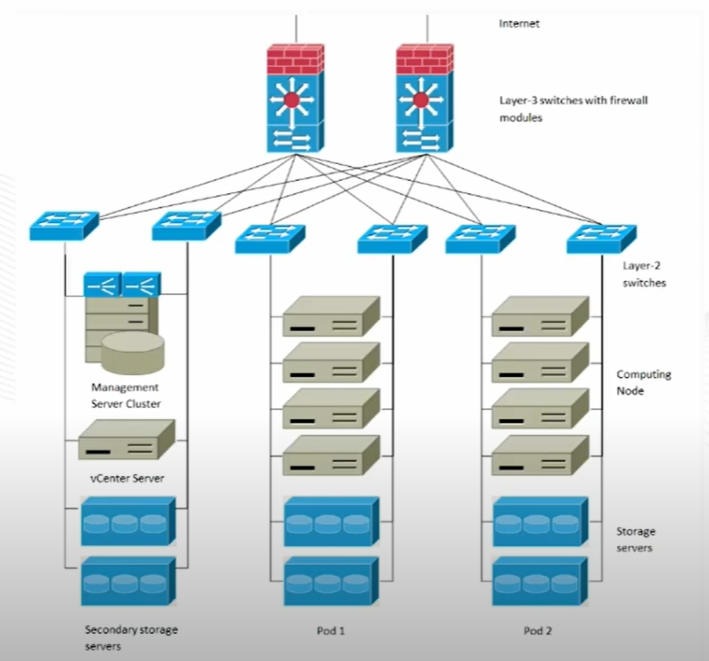 Internet
Layer-3 switches with firewall
modules
Layer-2
switches
Management
Server Cluster
Computing
Node
vCenter Server
Storage
servers
Secondary storage
servers
Pod 1
Pod 2